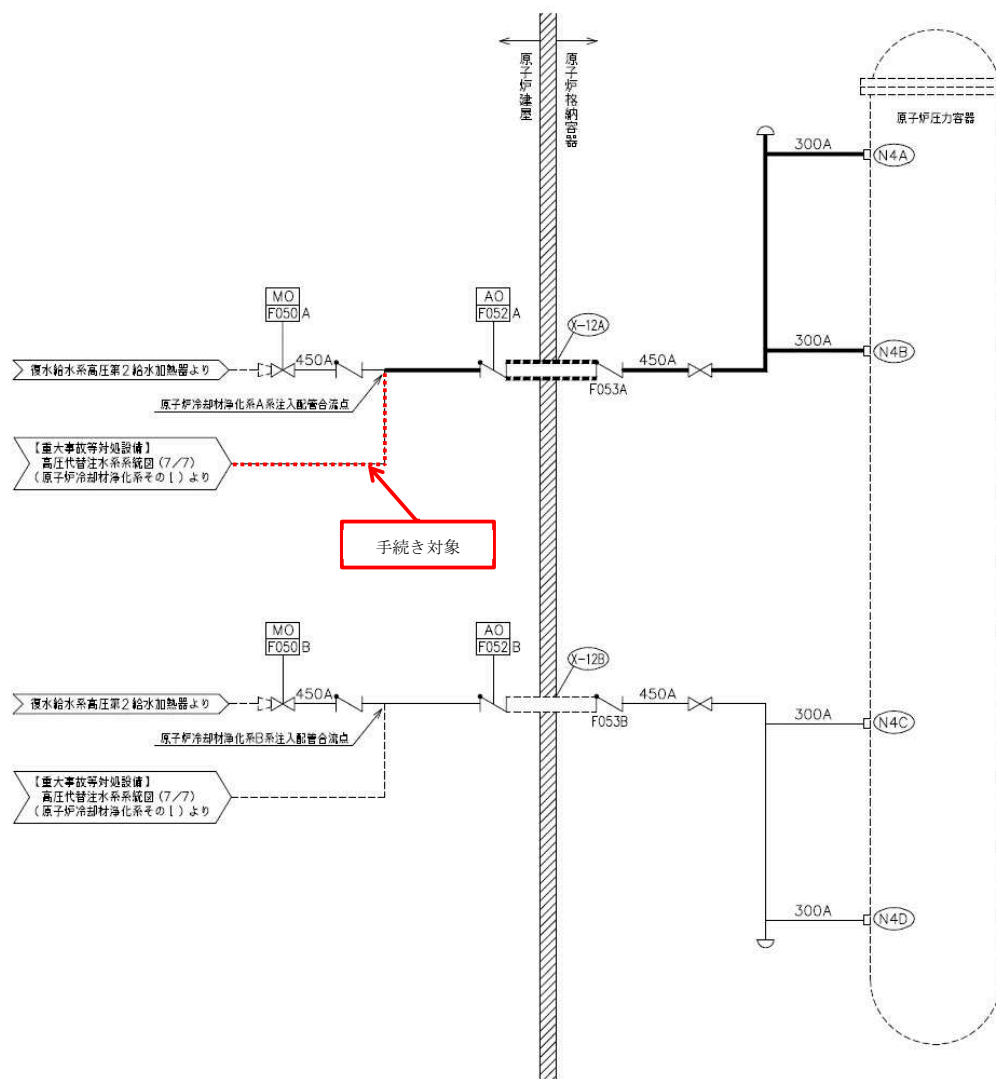 原子炉建屋
原子炉格納容器
原子炉圧力容器
300A
N4A
MO
F050 A
AO
F052 A
X-12A
300A
N4B
復水給水系高圧第2給水加熱器より
450A
450A
F053A
原子炉冷却材浄化系A系注入配管合流点
【重大事故等対処設備】
高圧代替注水系系統図(7/7)
(原子炉冷却材浄化系その1)より
手続き対象
MO
F050 B
AO
F052 B
X-12B
復水給水系高圧第2給水加熱器より
450A
450A
F053B
300A
N4C
原子炉冷却材浄化系B系注入配管合流点
【重大事故等対処設備】
高圧代替注水系系統図(7/7)
(原子炉冷却材浄化系その1)より
300A
N4D